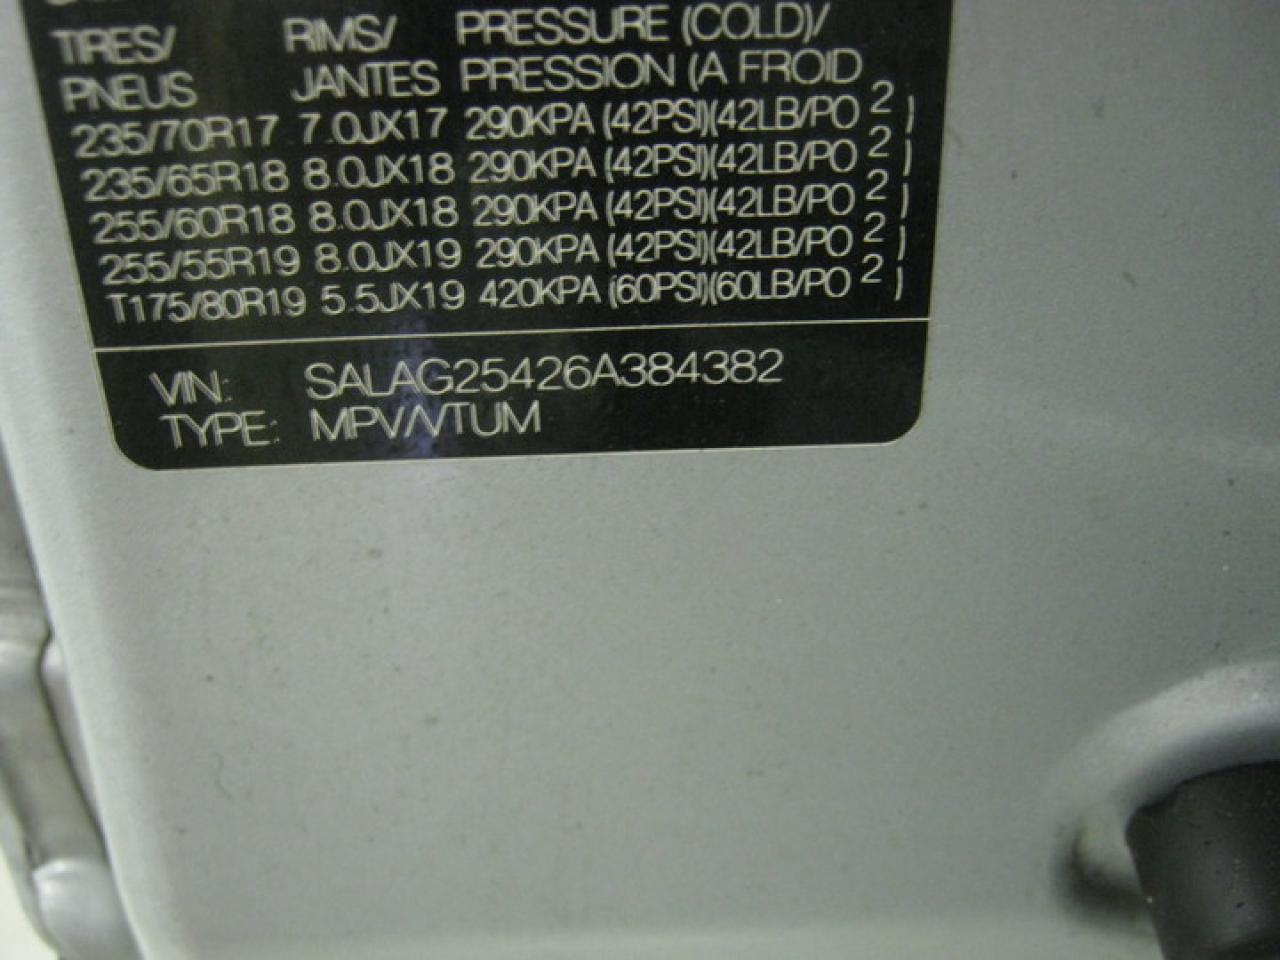 TIRES/ RIMS/ PRESSURE (COLD)/
PNEUS JANTES PRESSION (A FROID
235/70R17 7.0JX17 290KPA (42PSI)(42LB/PO 2 )
235/65R18 8.0JX18 290KPA (42PSI)(42LB/PO 2 )
255/60R18 8.0JX18 290KPA (42PSI)(42LB/PO 2 )
255/55R19 8.0JX19 290KPA (42PSI)(42LB/PO 2 )
T175/80R19 5.5JX19 420KPA (60PSI)(60LB/PO 2 )
VIN: SALAG25426A384382
TYPE: MPV/VTUM